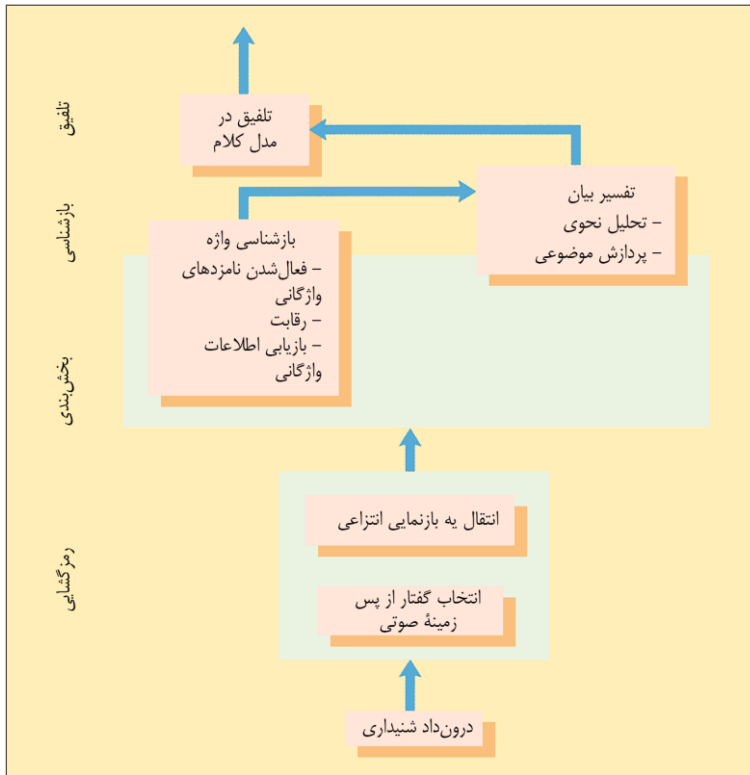 تلفیق
تلفیق در
مدل کلام
بازشناسی
تفسیر بیان
– تحلیل نحوی
– پردازش موضوعی
بازشناسی واژه
– فعال‌شدن نامزدهای
واژگانی
– رقابت
– بازیابی اطلاعات
واژگانی
بخش‌بندی
رمزگشایی
انتقال یه بازنمایی انتزاعی
انتخاب گفتار از پس
زمینهٔ صوتی
درون‌داد شنیداری